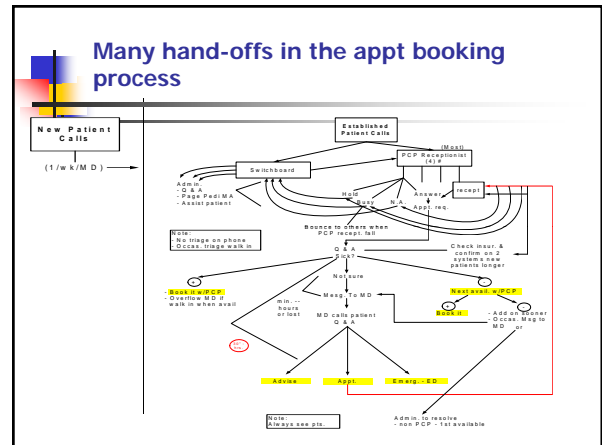 Many hand-offs in the appt booking
process
New Patient
Calls
(1/wk/MD)
Established
Patient Calls
(Most)
Switchboard
PCP Receptionist
(4) #
Admin.
- Q & A
- Page Pedi MA
- Assist patient
Hold
Busy
N.A.
Answer
Appt. req.
recept
Bounce to others when
PCP recept. fall
Note:
- No triage on phone
- Occas. triage walk in
Q & A
Sick?
Check insur. &
confirm on 2
systems new
patients longer
+
Not sure
-
- Book it w/PCP
- Overflow MD if
walk in when avail
min. --
hours
or lost
Mesg. To MD
Next avail. w/PCP
+
-
Book it
- Add on sooner
- Occas. Msg to
MD or
MD calls patient
Q & A
Advise
Appt.
Emerg. - ED
Note:
Always see pts.
Admin. to resolve
- non PCP - 1st available